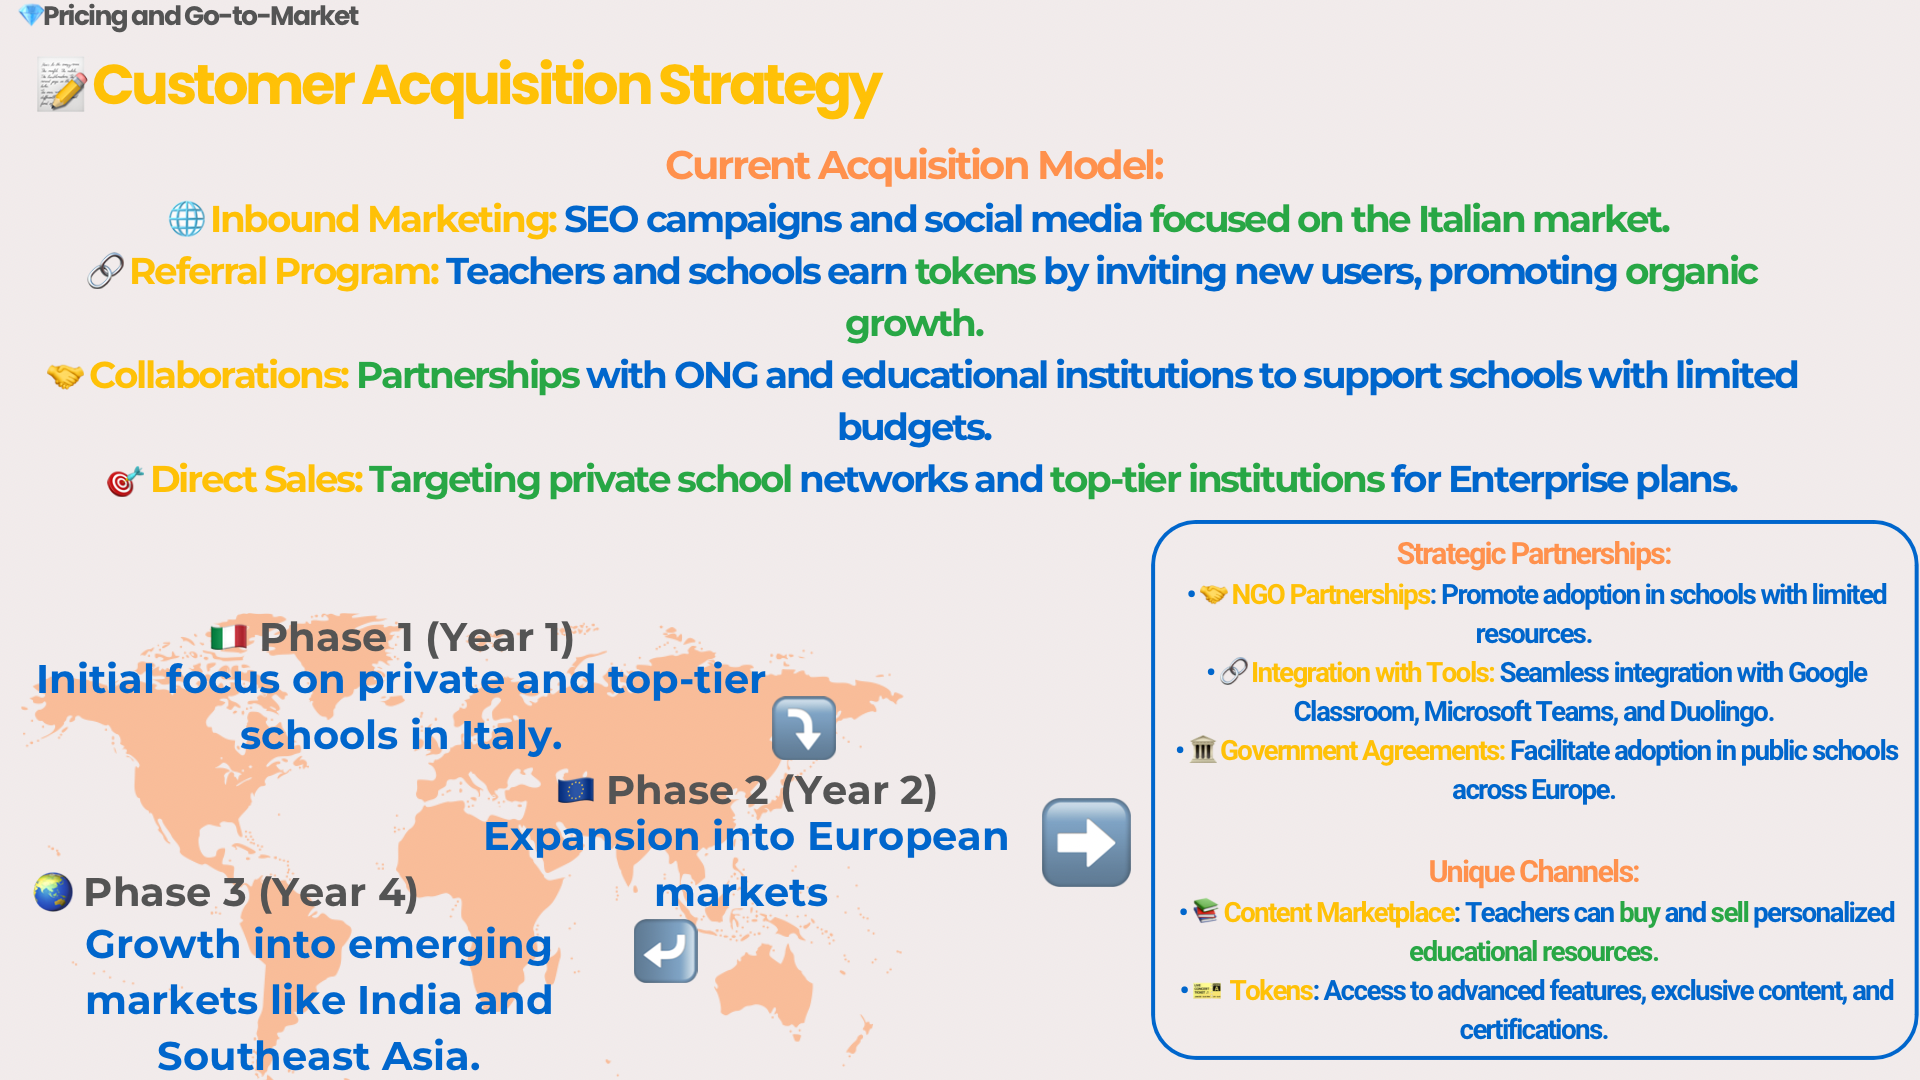 Pricing and Go-to-Market
Customer Acquisition Strategy
Current Acquisition Model:
Inbound Marketing: SEO campaigns and social media focused on the Italian market.
Referral Program: Teachers and schools earn tokens by inviting new users, promoting organic
growth.
Collaborations: Partnerships with ONG and educational institutions to support schools with limited
budgets.
Direct Sales: Targeting private school networks and top-tier institutions for Enterprise plans.
Phase 1 (Year 1)
Initial focus on private and top-tier
schools in Italy.
Phase 2 (Year 2)
Expansion into European
markets
Phase 3 (Year 4)
Growth into emerging
markets like India and
Southeast Asia.
Strategic Partnerships:
• NGO Partnerships: Promote adoption in schools with limited
resources.
• Integration with Tools: Seamless integration with Google
Classroom, Microsoft Teams, and Duolingo.
• Government Agreements: Facilitate adoption in public schools
across Europe.
Unique Channels:
• Content Marketplace: Teachers can buy and sell personalized
educational resources.
• Tokens: Access to advanced features, exclusive content, and
certifications.